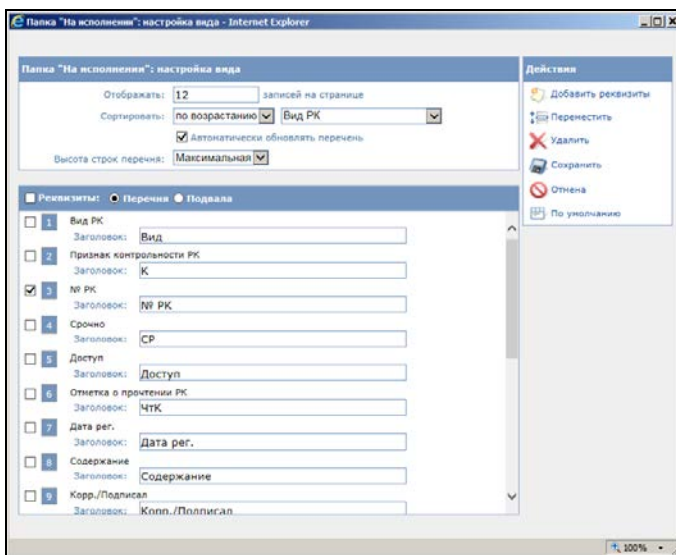 Папка "На исполнении": настройка вида - Internet Explorer
Папка "На исполнении": настройка вида
Отображать: 12 записей на странице
Сортировать: по возрастанию Вид РК
Автоматически обновлять перечень
Высота строк перечня: Максимальная
Реквизиты: Перечня Подвала
1 Вид РК
Заголовок: Вид
2 Признак контрольности РК
Заголовок: К
3 № РК
Заголовок: № РК
4 Срочно
Заголовок: СР
5 Доступ
Заголовок: Доступ
6 Отметка о прочтении РК
Заголовок: ЧтК
7 Дата рег.
Заголовок: Дата рег.
8 Содержание
Заголовок: Содержание
9 Корр./Подписал
Заголовок: Корр./Подписал
Действия
Добавить реквизиты
Переместить
Удалить
Сохранить
Отмена
По умолчанию
100%